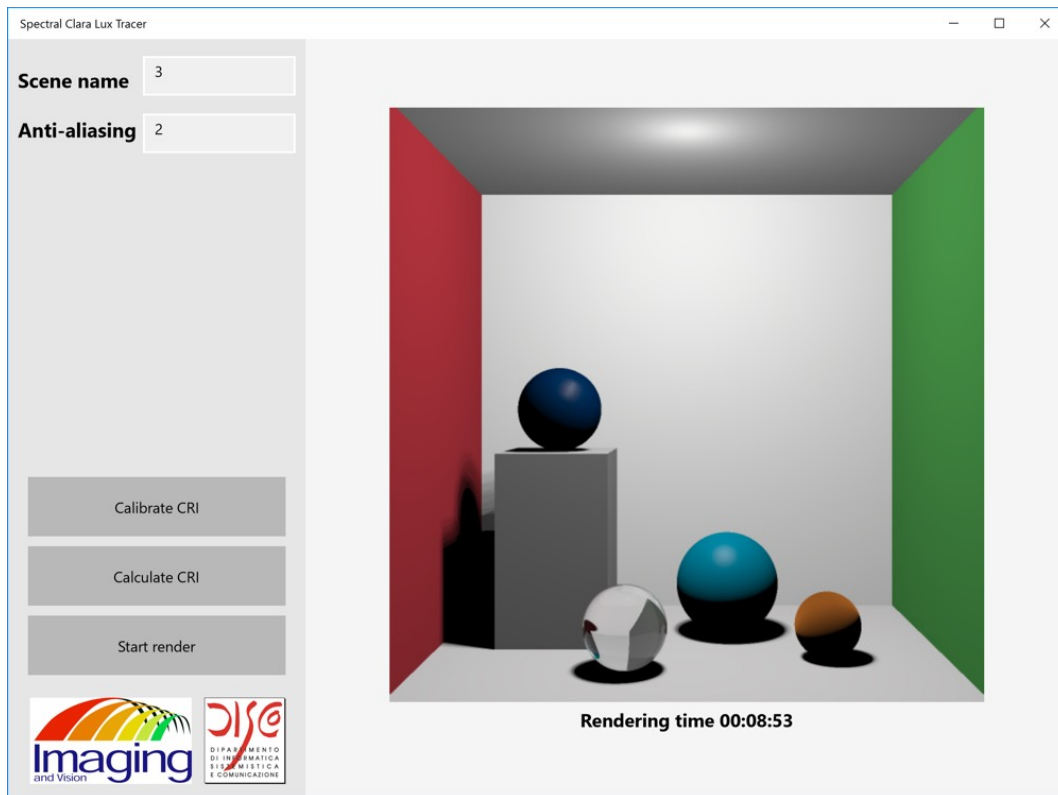 Spectral Clara Lux Tracer
Scene name
3
Anti-aliasing
2
Calibrate CRI
Calculate CRI
Start render
Imaging
and Vision
DISCO
DIPARTIMENTO
DI INFORMATICA
SISTEMISTICA
E COMUNICAZIONE
Rendering time 00:08:53